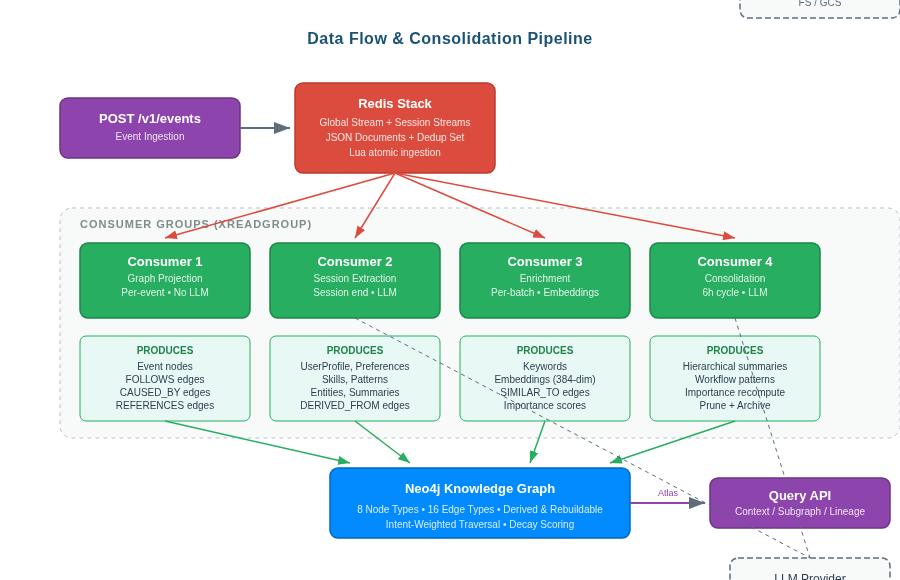 FS / GCS
Data Flow & Consolidation Pipeline
POST /v1/events
Event Ingestion
Redis Stack
Global Stream + Session Streams
JSON Documents + Dedup Set
Lua atomic ingestion
CONSUMER GROUPS (XREADGROUP)
Consumer 1
Graph Projection
Per-event • No LLM
Consumer 2
Session Extraction
Session end • LLM
Consumer 3
Enrichment
Per-batch • Embeddings
Consumer 4
Consolidation
6h cycle • LLM
PRODUCES
Event nodes
FOLLOWS edges
CAUSED_BY edges
REFERENCES edges
PRODUCES
UserProfile, Preferences
Skills, Patterns
Entities, Summaries
DERIVED_FROM edges
PRODUCES
Keywords
Embeddings (384-dim)
SIMILAR_TO edges
Importance scores
PRODUCES
Hierarchical summaries
Workflow patterns
Importance recompute
Prune + Archive
Neo4j Knowledge Graph
8 Node Types • 16 Edge Types • Derived & Rebuildable
Intent-Weighted Traversal • Decay Scoring
Atlas
Query API
Context / Subgraph / Lineage
LLM Provider